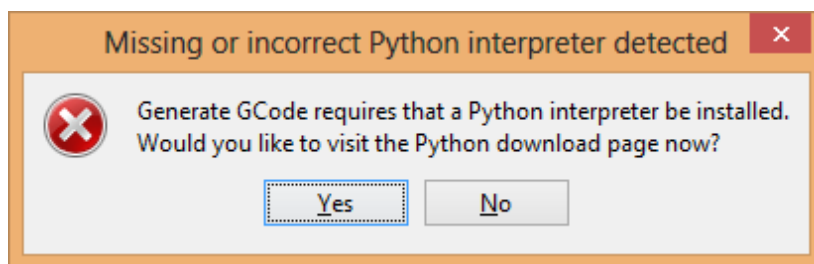 Missing or incorrect Python interpreter detected
Generate GCode requires that a Python interpreter be installed.
Would you like to visit the Python download page now?
Yes
No